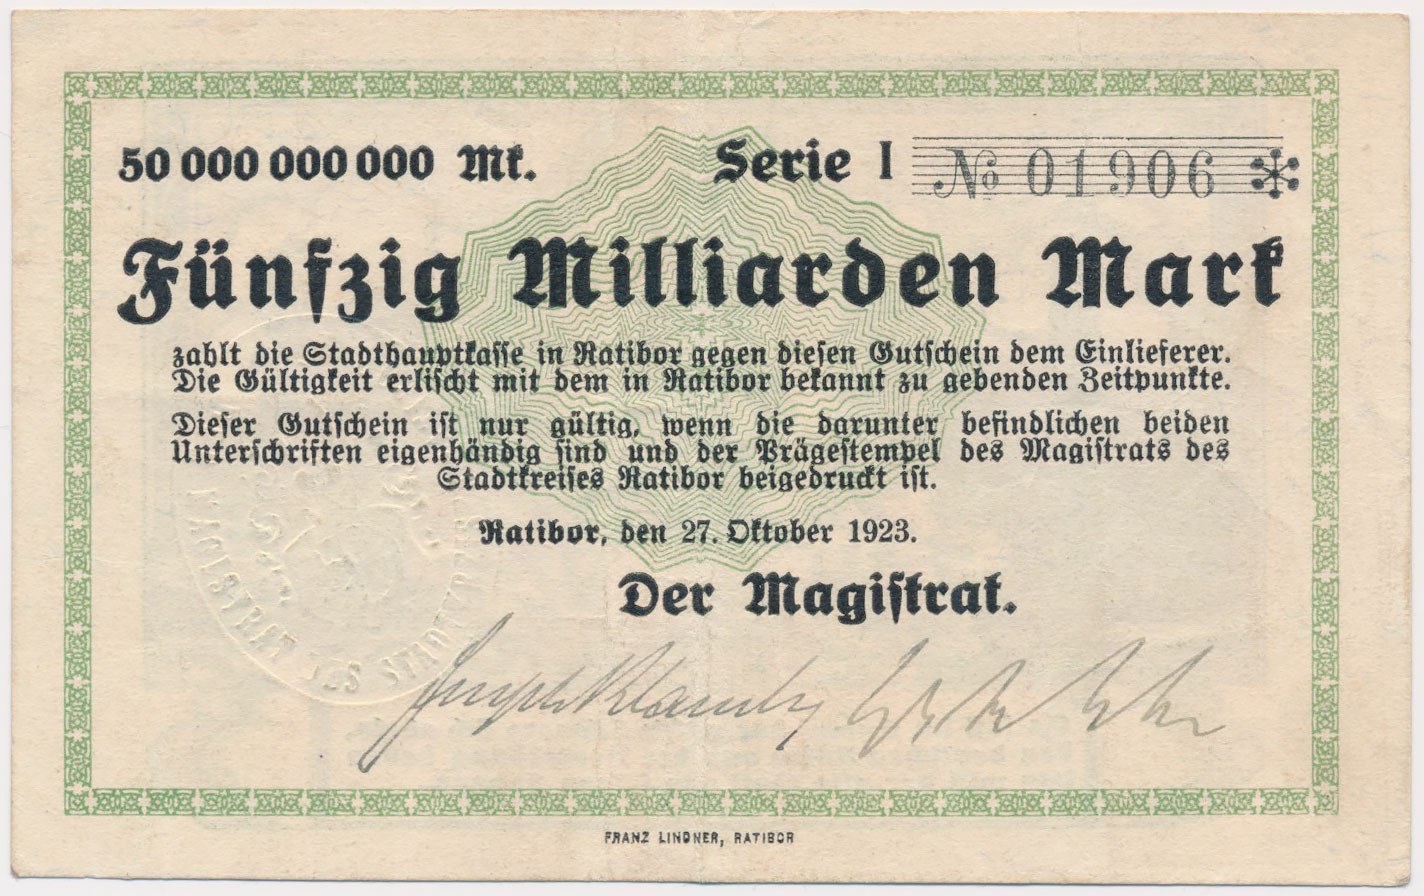 50 000 000 000 Mk. Serie I № 01906 *
Fünfzig Milliarden Mark
zahlt die Stadthauptkasse in Ratibor gegen diesen Gutschein dem Einlieferer.
Die Gültigkeit erlischt mit dem in Ratibor bekannt zu gebenden Zeitpunkte.
Dieser Gutschein ist nur gültig, wenn die darunter befindlichen beiden
Unterschriften eigenhändig sind und der Prägestempel des Magistrats des
Stadtkreises Ratibor beigedruckt ist.
Ratibor, den 27. Oktober 1923.
Der Magistrat.
MAGISTRAT DES
FRANZ LINDNER, RATIBOR